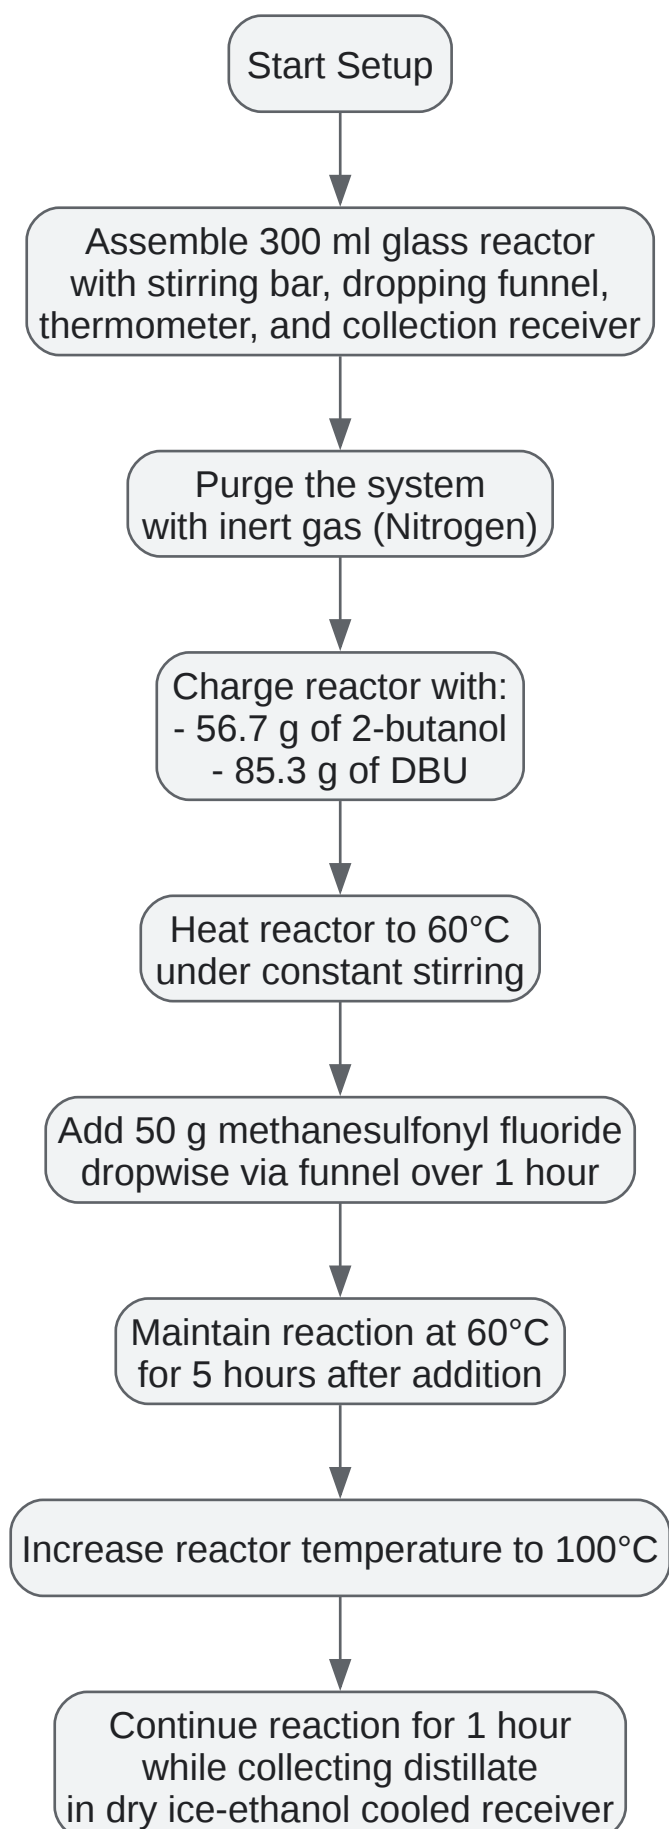 Start Setup
Assemble 300 ml glass reactor
with stirring bar, dropping funnel,
thermometer, and collection receiver
Purge the system
with inert gas (Nitrogen)
Charge reactor with:
- 56.7 g of 2-butanol
- 85.3 g of DBU
Heat reactor to 60°C
under constant stirring
Add 50 g methanesulfonyl fluoride
dropwise via funnel over 1 hour
Maintain reaction at 60°C
for 5 hours after addition
Increase reactor temperature to 100°C
Continue reaction for 1 hour
while collecting distillate
in dry ice-ethanol cooled receiver